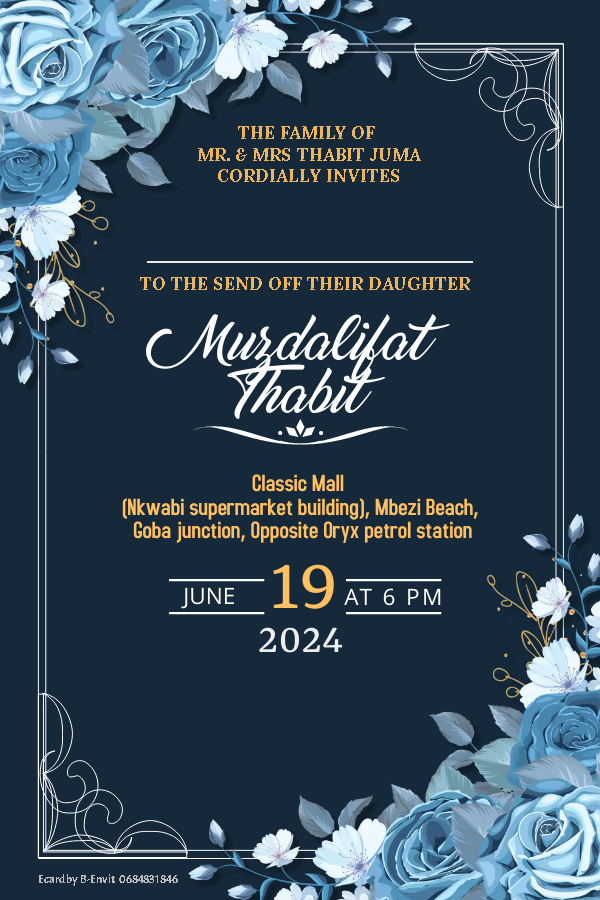 THE FAMILY OF
MR. & MRS THABIT JUMA
CORDIALLY INVITES
TO THE SEND OFF THEIR DAUGHTER
Muzdalifat
Thabit
Classic Mall
(Nkwabi supermarket building), Mbezi Beach,
Goba junction, Opposite Oryx petrol station
JUNE 19 AT 6 PM
2024
Ecard by B-Envit 0684831846